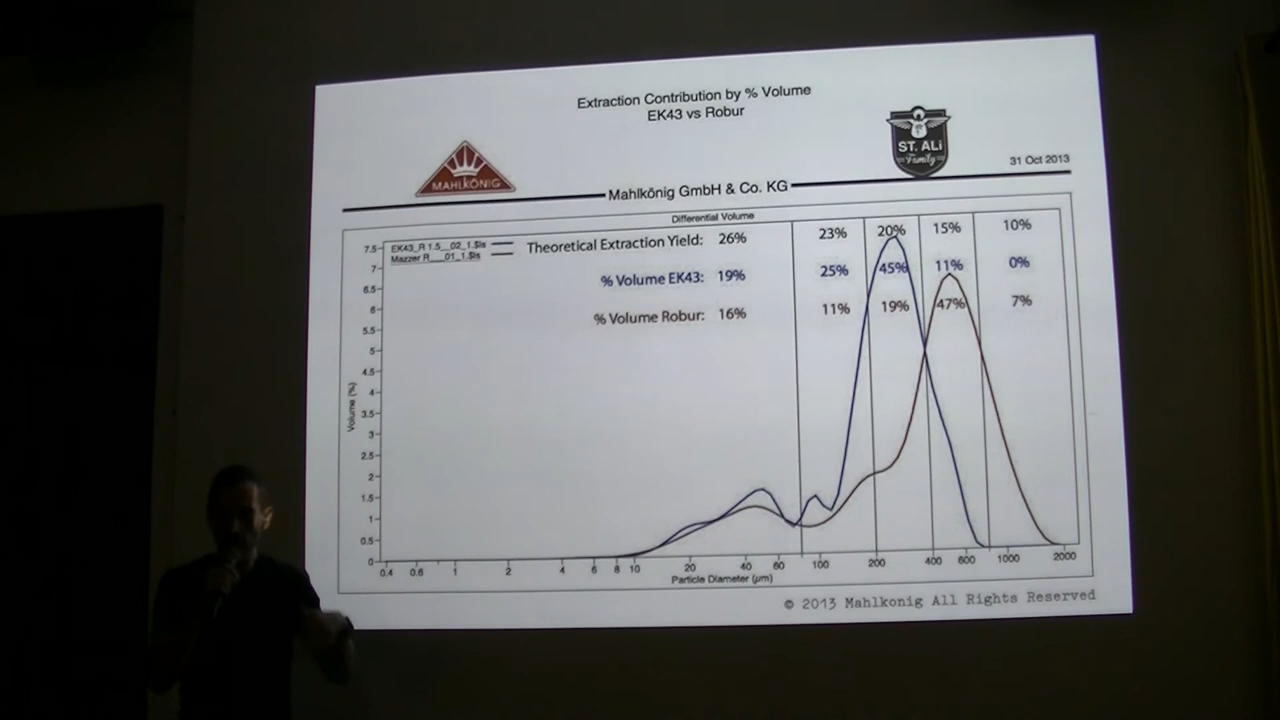 Extraction Contribution by % Volume
EK43 vs Robur
MAHLKÖNIG
ST. ALi
Family
31 Oct 2013
Mahlkönig GmbH & Co. KG
Differential Volume
EK43_R 1.5__02_1.$ls
Mazzer R___01_1.$ls
Theoretical Extraction Yield: 26% 23% 20% 15% 10%
% Volume EK43: 19% 25% 45% 11% 0%
% Volume Robur: 16% 11% 19% 47% 7%
Volume (%)
7.5
7
6.5
6
5.5
5
4.5
4
3.5
3
2.5
2
1.5
1
0.5
0
0.4 0.6 1 2 4 6 8 10 20 40 60 100 200 400 600 1000 2000
Particle Diameter (µm)
© 2013 Mahlkonig All Rights Reserved